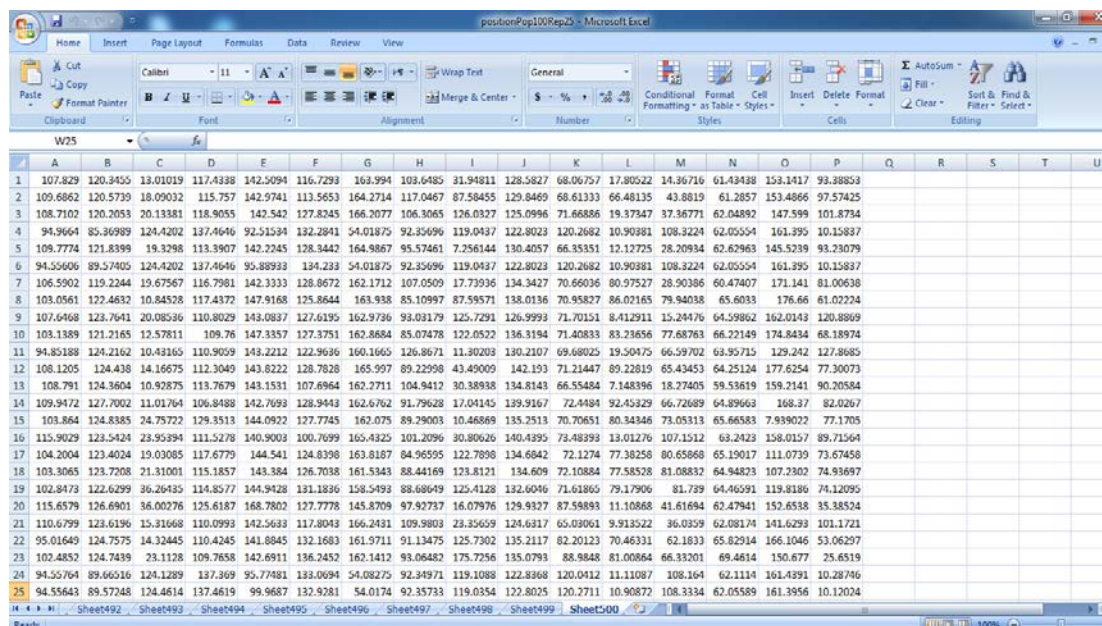 positionPop100Rep25 - Microsoft Excel
Home Insert Page Layout Formulas Data Review View
Cut
Copy
Format Painter
Paste
Calibri 11
Wrap Text
Merge & Center
General
Conditional Formatting
Format as Table
Cell Styles
Insert Delete Format
AutoSum
Fill
Clear
Sort & Filter
Find & Select
Clipboard Font Alignment Number Styles Cells Editing
W25 fx
A B C D E F G H I J K L M N O P Q R S T U
1 107.829 120.3455 13.01019 117.4338 142.5094 116.7293 163.994 103.6485 31.94811 128.5827 68.06757 17.80522 14.36716 61.43438 153.1417 93.38853
2 109.6862 120.5739 18.09032 115.757 142.9741 113.5653 164.2714 117.0467 87.58455 129.8469 68.61333 66.48135 43.8819 61.2857 153.4866 97.57425
3 108.7102 120.2053 20.13381 118.9055 142.542 127.8245 166.2077 106.3065 126.0327 125.0996 71.66886 19.37347 37.36771 62.04892 147.599 101.8734
4 94.9664 85.36989 124.4202 137.4646 92.51534 132.2841 54.01875 92.35696 119.0437 122.8023 120.2682 10.90381 108.3224 62.05554 161.395 10.15837
5 109.7774 121.8399 19.3298 113.3907 142.2245 128.3442 164.9867 95.57461 7.256144 130.4057 66.35351 12.12725 28.20934 62.62963 145.5239 93.23079
6 94.55606 89.57405 124.4202 137.4646 95.88933 134.233 54.01875 92.35696 119.0437 122.8023 120.2682 10.90381 108.3224 62.05554 161.395 10.15837
7 106.5902 119.2244 19.67567 116.7981 142.3333 128.8672 162.1712 107.0509 17.73936 134.3427 70.66036 80.97527 28.90386 60.47407 171.141 81.00638
8 103.0561 122.4632 10.84528 117.4372 147.9168 125.8644 163.938 85.10997 87.59571 138.0136 70.95827 86.02165 79.94038 65.6033 176.66 61.02224
9 107.6468 123.7641 20.08536 110.8029 143.0837 127.6195 162.9736 93.03179 125.7291 126.9993 71.70151 8.412911 15.24476 64.59862 162.0143 120.8869
10 103.1389 121.2165 12.57811 109.76 147.3357 127.3751 162.8684 85.07478 122.0522 136.3194 71.40833 83.23656 77.68763 66.22149 174.8434 68.18974
11 94.85188 124.2162 10.43165 110.9059 143.2212 122.9636 160.1665 126.8671 11.30203 130.2107 69.68025 19.50475 66.59702 63.95715 129.242 127.8685
12 108.1205 124.438 14.16675 112.3049 143.8222 128.7828 165.997 89.22998 43.49009 142.193 71.21447 89.22819 65.43453 64.25124 177.6254 77.30073
13 108.791 124.3604 10.92875 113.7679 143.1531 107.6964 162.2711 104.9412 30.38938 134.8143 66.55484 7.148396 18.27405 59.53619 159.2141 90.20584
14 109.9472 127.7002 11.01764 106.8488 142.7693 128.9443 162.6762 91.79628 17.04145 139.9167 72.4484 92.45329 66.72689 64.89663 168.37 82.0267
15 103.864 124.8385 24.75722 129.3513 144.0922 127.7745 162.075 89.29003 10.46869 135.2513 70.70651 80.34346 73.05313 65.66583 7.939022 77.1705
16 115.9029 123.5424 23.95394 111.5278 140.9003 100.7699 165.4325 101.2096 30.80626 140.4395 73.48393 13.01276 107.1512 63.2423 158.0157 89.71564
17 104.2004 123.4024 19.03085 117.6779 144.541 124.8398 163.8187 84.96595 122.7898 134.6842 72.1274 77.38258 80.65868 65.19017 111.0739 73.67458
18 103.3065 123.7208 21.31001 115.1857 143.384 126.7038 161.5343 88.44169 123.8121 134.609 72.10884 77.58528 81.08832 64.94823 107.2302 74.93697
19 102.8473 122.6299 36.26435 114.8577 144.9428 131.1836 158.5493 88.68649 125.4128 132.6046 71.61865 79.17906 81.739 64.46591 119.8186 74.12095
20 115.6579 126.6901 36.00276 125.6187 168.7802 127.7778 145.8709 97.92737 16.07976 129.9327 87.59893 11.10868 41.61694 62.47941 152.6538 35.38524
21 110.6799 123.6196 15.31668 110.0993 142.5633 117.8043 166.2431 109.9803 23.35659 124.6317 65.03061 9.913522 36.0359 62.08174 141.6293 101.1721
22 95.01649 124.7575 14.32445 110.4245 141.8845 132.1683 161.9711 91.13475 125.7302 135.2117 82.20123 70.46331 62.1833 65.82914 166.1046 53.06297
23 102.4852 124.7439 23.1128 109.7658 142.6911 136.2452 162.1412 93.06482 175.7256 135.0793 88.9848 81.00864 66.33201 69.4614 150.677 25.6519
24 94.55764 89.66516 124.1289 137.369 95.77481 133.0694 54.08275 92.34971 119.1088 122.8368 120.0412 11.11087 108.164 62.1114 161.4391 10.28746
25 94.55643 89.57248 124.4614 137.4619 99.9687 132.9281 54.0174 92.35733 119.0354 122.8025 120.2711 10.90872 108.3334 62.05589 161.3956 10.12024
Sheet492 Sheet493 Sheet494 Sheet495 Sheet496 Sheet497 Sheet498 Sheet499 Sheet500
Ready 100%